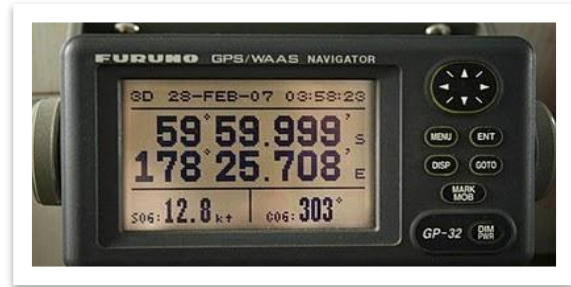 FURUNO GPS/WAAS NAVIGATOR
3D 28-FEB-07 03:58:23
59°59.999' S
178°25.708' E
SOG: 12.8 kt COG: 303°
MENU ENT
DISP GOTO
MARK
MOB
GP-32 DIM
PWR